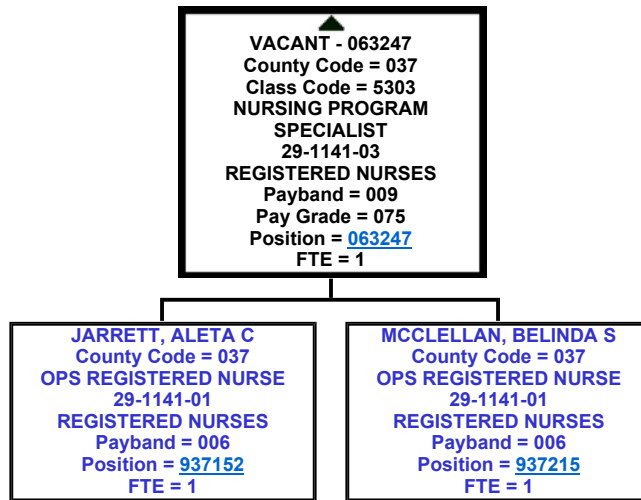 VACANT - 063247
County Code = 037
Class Code = 5303
NURSING PROGRAM
SPECIALIST
29-1141-03
REGISTERED NURSES
Payband = 009
Pay Grade = 075
Position = 063247
FTE = 1
JARRETT, ALETA C
County Code = 037
OPS REGISTERED NURSE
29-1141-01
REGISTERED NURSES
Payband = 006
Position = 937152
FTE = 1
MCCLELLAN, BELINDA S
County Code = 037
OPS REGISTERED NURSE
29-1141-01
REGISTERED NURSES
Payband = 006
Position = 937215
FTE = 1